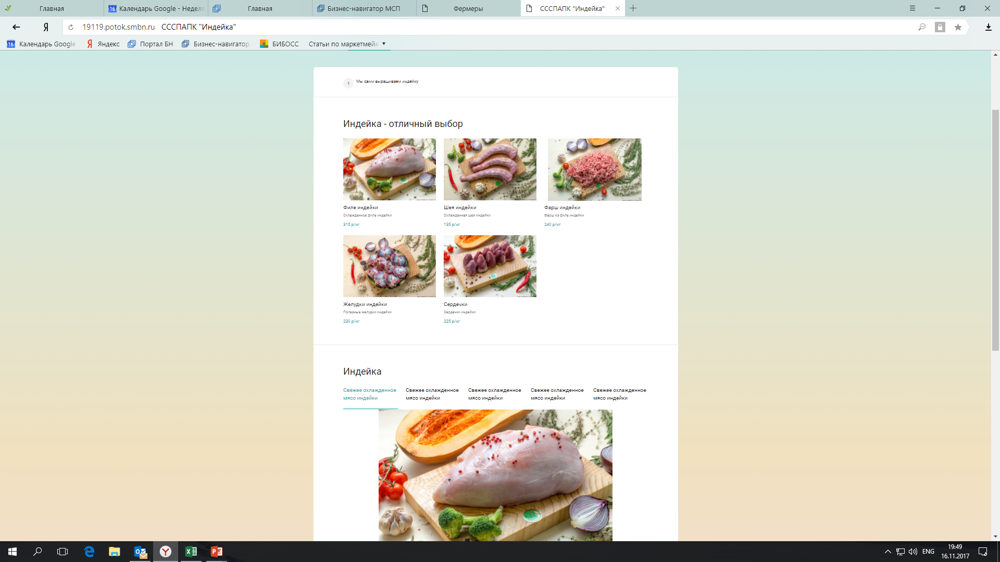 Главная
16 Календарь Google - Неделя
Главная
Бизнес-навигатор МСП
Фермеры
СССПАПК "Индейка"
Я
19119.potok.smbn.ru СССПАПК "Индейка"
16 Календарь Google
Я Яндекс
Портал БН
Бизнес-навигатор
БИБОСС
Статьи по маркетмейк
1 Мы сами выращиваем индейку
Индейка - отличный выбор
Филе индейки
Охлажденное филе индейки
315 р/кг
Шея индейки
Охлажденная шея индейки
135 р/кг
Фарш индейки
Фарш из филе индейки
240 р/кг
Желудки индейки
Полезные желудки индейки
230 р/кг
Сердечки
Сердечки индейки
225 р/кг
Индейка
Свежее охлажденное
мясо индейки
Свежее охлажденное
мясо индейки
Свежее охлажденное
мясо индейки
Свежее охлажденное
мясо индейки
Свежее охлажденное
мясо индейки
ENG
19:49
16.11.2017